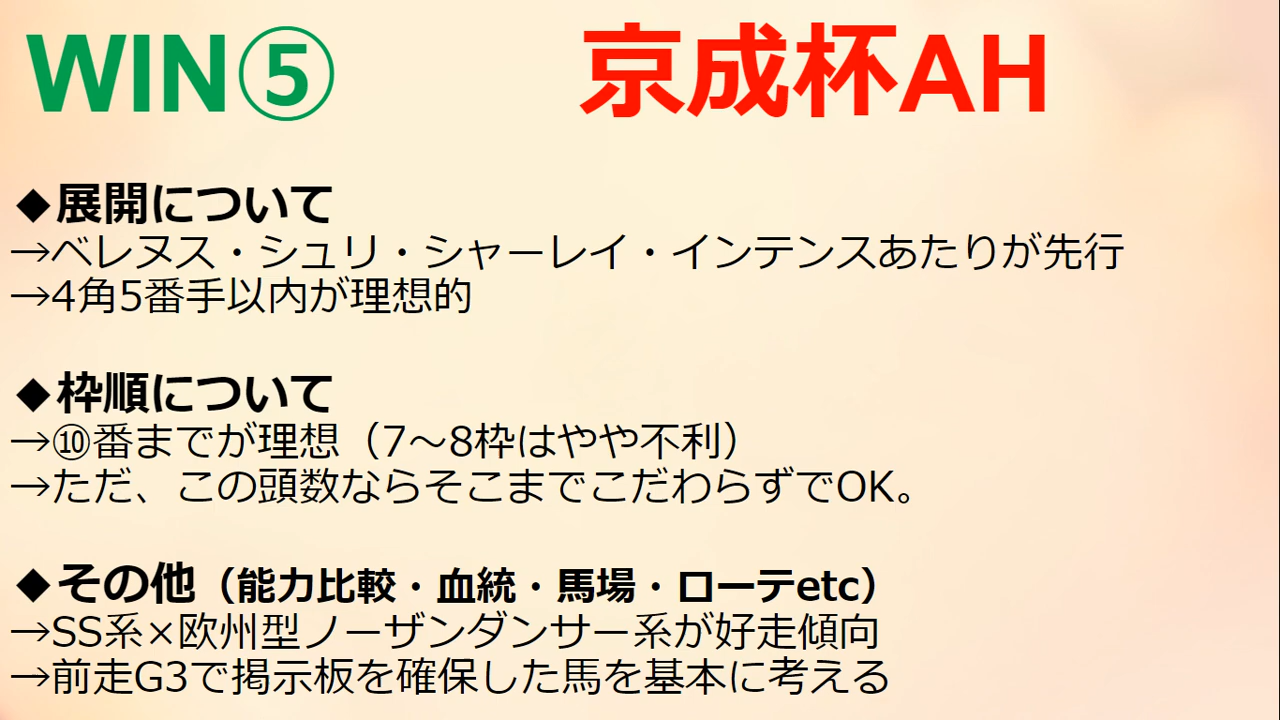 WIN⑤ 京成杯AH
◆展開について
→ベレヌス・シュリ・シャーレイ・インテンスあたりが先行
→4角5番手以内が理想的
◆枠順について
→⑩番までが理想（7～8枠はやや不利）
→ただ、この頭数ならそこまでこだわらずでOK。
◆その他（能力比較・血統・馬場・ローテetc）
→SS系×欧州型ノーザンダンサー系が好走傾向
→前走G3で掲示板を確保した馬を基本に考える